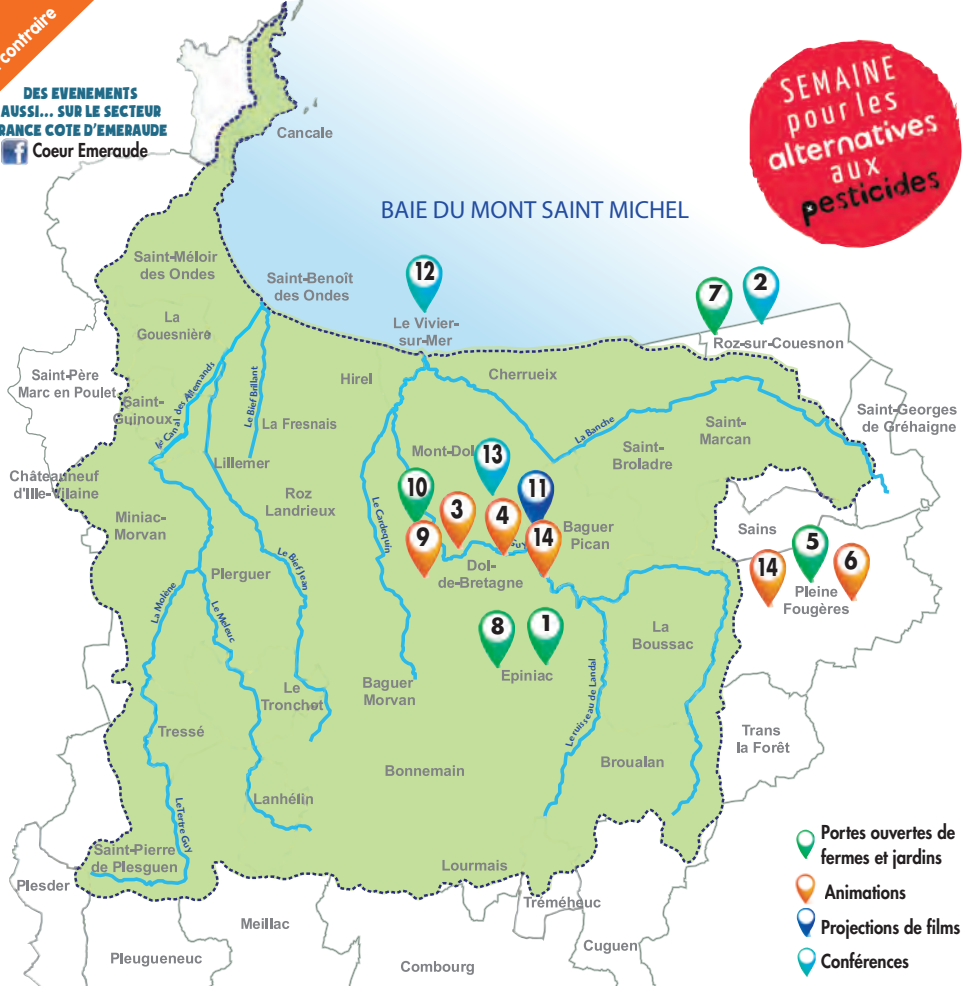 contraire
DES EVENEMENTS
AUSSI... SUR LE SECTEUR
RANCE COTE D'EMERAUDE
f Coeur Emeraude
SEMAINE
pour les
alternatives
aux
pesticides
Cancale
BAIE DU MONT SAINT MICHEL
Saint-Méloir
des Ondes
Saint-Benoît
des Ondes
12
7
2
La
Gouesnière
Le Vivier-
sur-Mer
Roz-sur-Couesnon
Saint-Père
Marc en Poulet
Hirel
Cherrueix
Saint-
Guinoux
le Canal des Allemands
Le Bief Brillant
La Fresnais
La Banche
Saint-
Marcan
Saint-Georges
de Gréhaigne
Lillemer
Mont-Dol
13
Saint-
Broladre
Châteauneuf
d'Ille-Vilaine
Roz
Landrieux
10
11
Miniac-
Morvan
Le Cardequin
9
3
4
14
Baguer
Pican
Sains
Dol-
de-Bretagne
14
5
6
Pleine
Fougères
Plerguer
Le Bief Jean
La Molène
Le Meleuc
8
1
Epiniac
La
Boussac
Le
Tronchet
Baguer
Morvan
Le ruisseau de Landal
Tressé
Trans
la Forêt
Bonnemain
Broualan
Lanhélin
Le Tertre Guy
Saint-Pierre
de Plesguen
Lourmais
Plesder
Tréméheuc
Meillac
Cuguen
Pleugueneuc
Combourg
Portes ouvertes de
fermes et jardins
Animations
Projections de films
Conférences